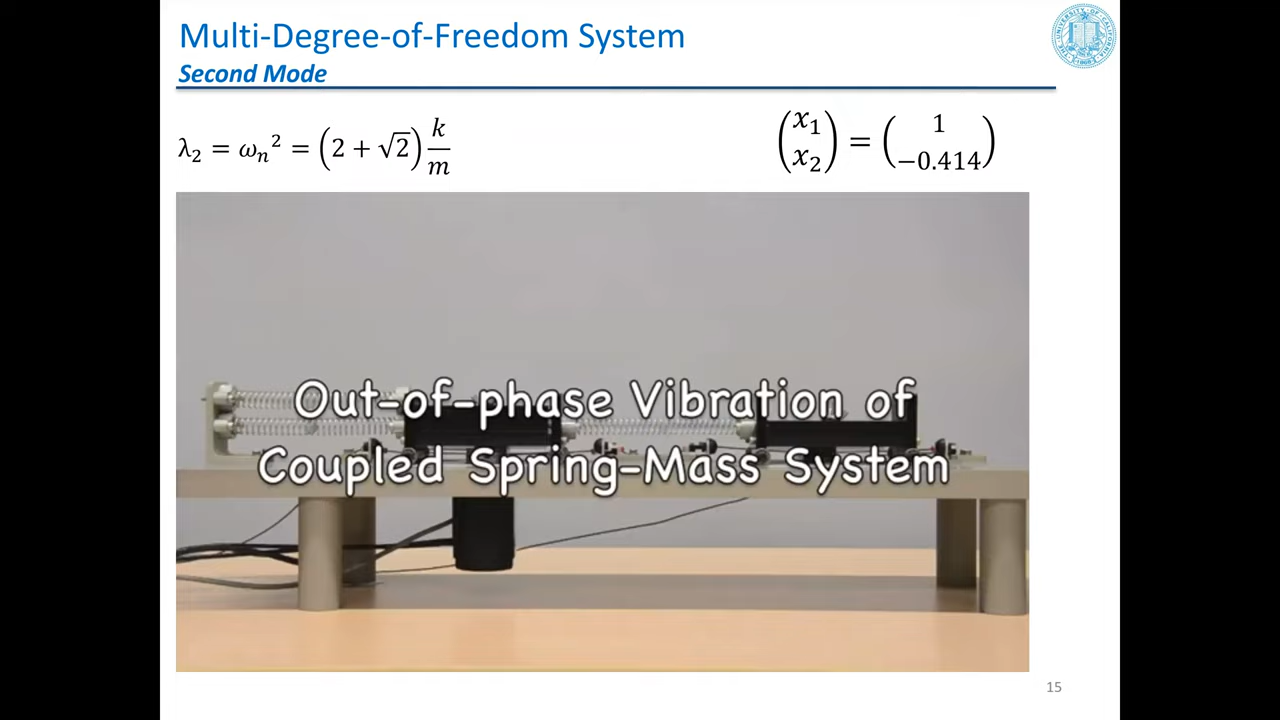 Multi-Degree-of-Freedom System
Second Mode
λ₂ = ωₙ² = (2 + √2) k/m
(x₁ x₂) = (1 −0.414)
Out-of-phase Vibration of
Coupled Spring-Mass System
15